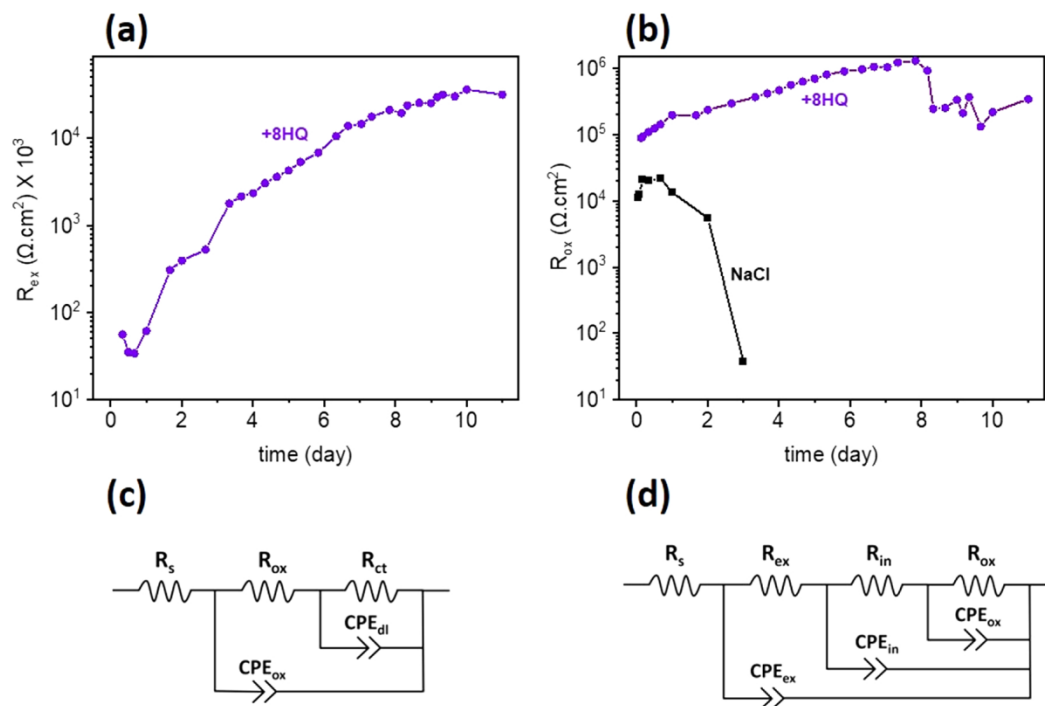 (a)
R_ex (Ω.cm²) X 10³
10⁴
10³
10²
10¹
+8HQ
0 2 4 6 8 10
time (day)
(b)
R_ox (Ω.cm²)
10⁶
10⁵
10⁴
10³
10²
10¹
+8HQ
NaCl
0 2 4 6 8 10
time (day)
(c)
R_s R_ox R_ct
CPE_dl
CPE_ox
(d)
R_s R_ex R_in R_ox
CPE_ox
CPE_in
CPE_ex